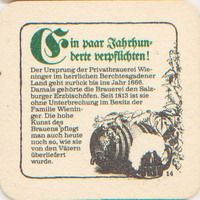 Ein paar Jahrhun-
derte verpflichten!
Der Ursprung der Privatbrauerei Wie-
ninger im herrlichen Berchtesgadener
Land geht zurück bis ins Jahr 1666.
Damals gehörte die Brauerei den Salz-
burger Erzbischöfen. Seit 1813 ist sie
ohne Unterbrechung im Besitz der
Familie Wienin-
ger. Die hohe
Kunst des
Brauens pflegt
man auch heute
noch so, wie sie
von den Vätern
überliefert
wurde.
14